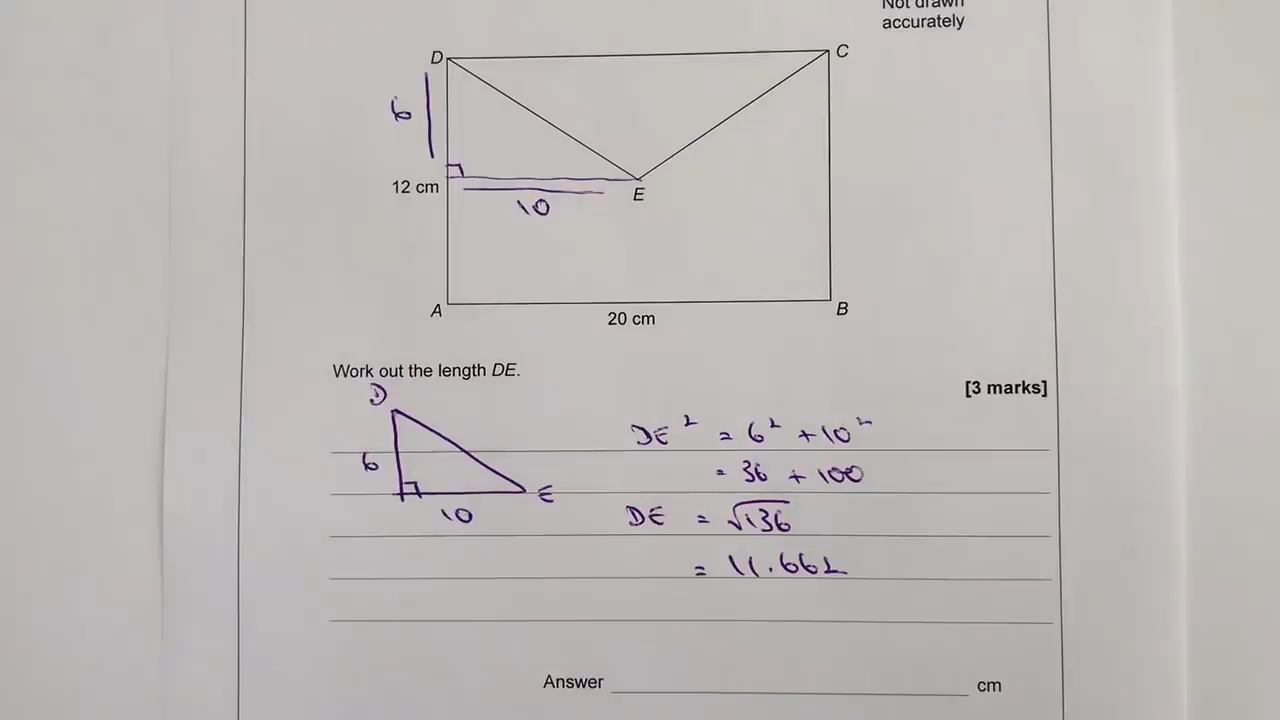 Not drawn
accurately
D
C
6
12 cm
E
10
A
B
20 cm
Work out the length DE.
[3 marks]
D
6
10
E
DE² = 6² + 10²
= 36 + 100
DE = √136
= 11.662
Answer
cm